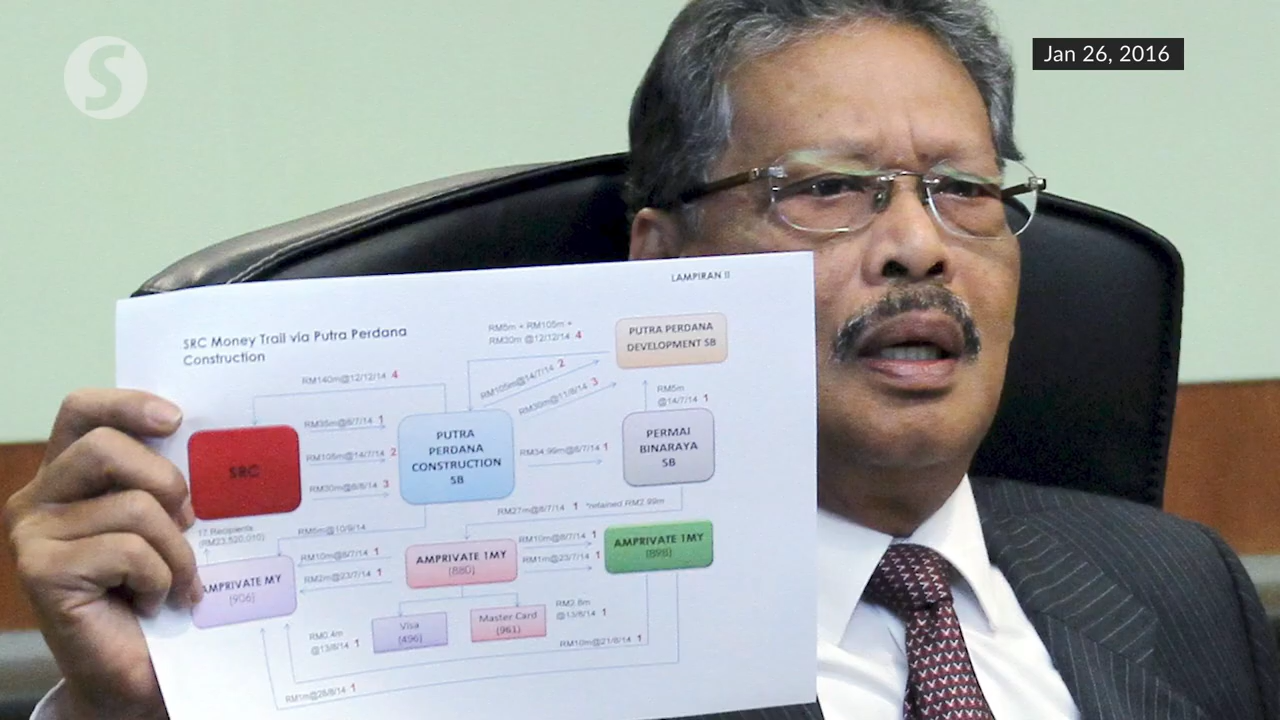 S
Jan 26, 2016
LAMPIRAN II
SRC Money Trail via Putra Perdana
Construction
RM5m + RM105m +
RM30m @12/12/14 4
PUTRA PERDANA
DEVELOPMENT SB
RM140m@12/12/14 4
RM105m@14/7/14 2
RM30m@11/8/14 3
RM5m
@14/7/14 1
RM35m@8/7/14 1
SRC
RM105m@14/7/14 2
RM30m@8/8/14 3
PUTRA
PERDANA
CONSTRUCTION
SB
RM34.99m@8/7/14 1
PERMAI
BINARAYA
SB
RM27m@8/7/14 1 *retained RM2.99m
17 Recipients
(RM23,520,010)
RM5m@10/9/14
RM10m@8/7/14 1
RM2m@23/7/14 1
AMPRIVATE MY
(906)
AMPRIVATE 1MY
(880)
RM10m@8/7/14 1
RM1m@23/7/14 1
AMPRIVATE 1MY
(898)
Visa
(496)
Master Card
(961)
RM2.8m
@13/8/14 1
RM0.4m
@13/8/14 1
RM10m@21/8/14 1
RM1m@28/8/14 1